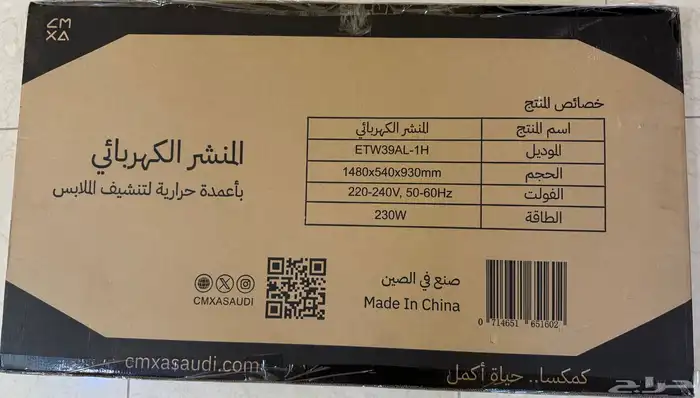 CMXA
خصائص المنتج
اسم المنتج المنشر الكهربائي
الموديل ETW39AL-1H
الحجم 1480x540x930mm
الفولت 220-240V, 50-60Hz
الطاقة 230W
المنشر الكهربائي
بأعمدة حرارية لتنشيف الملابس
CMXASAUDI
صنع في الصين
Made In China
0 714651 651602
cmxasaudi.com
كمكسا.. حياة أكمل
حراج